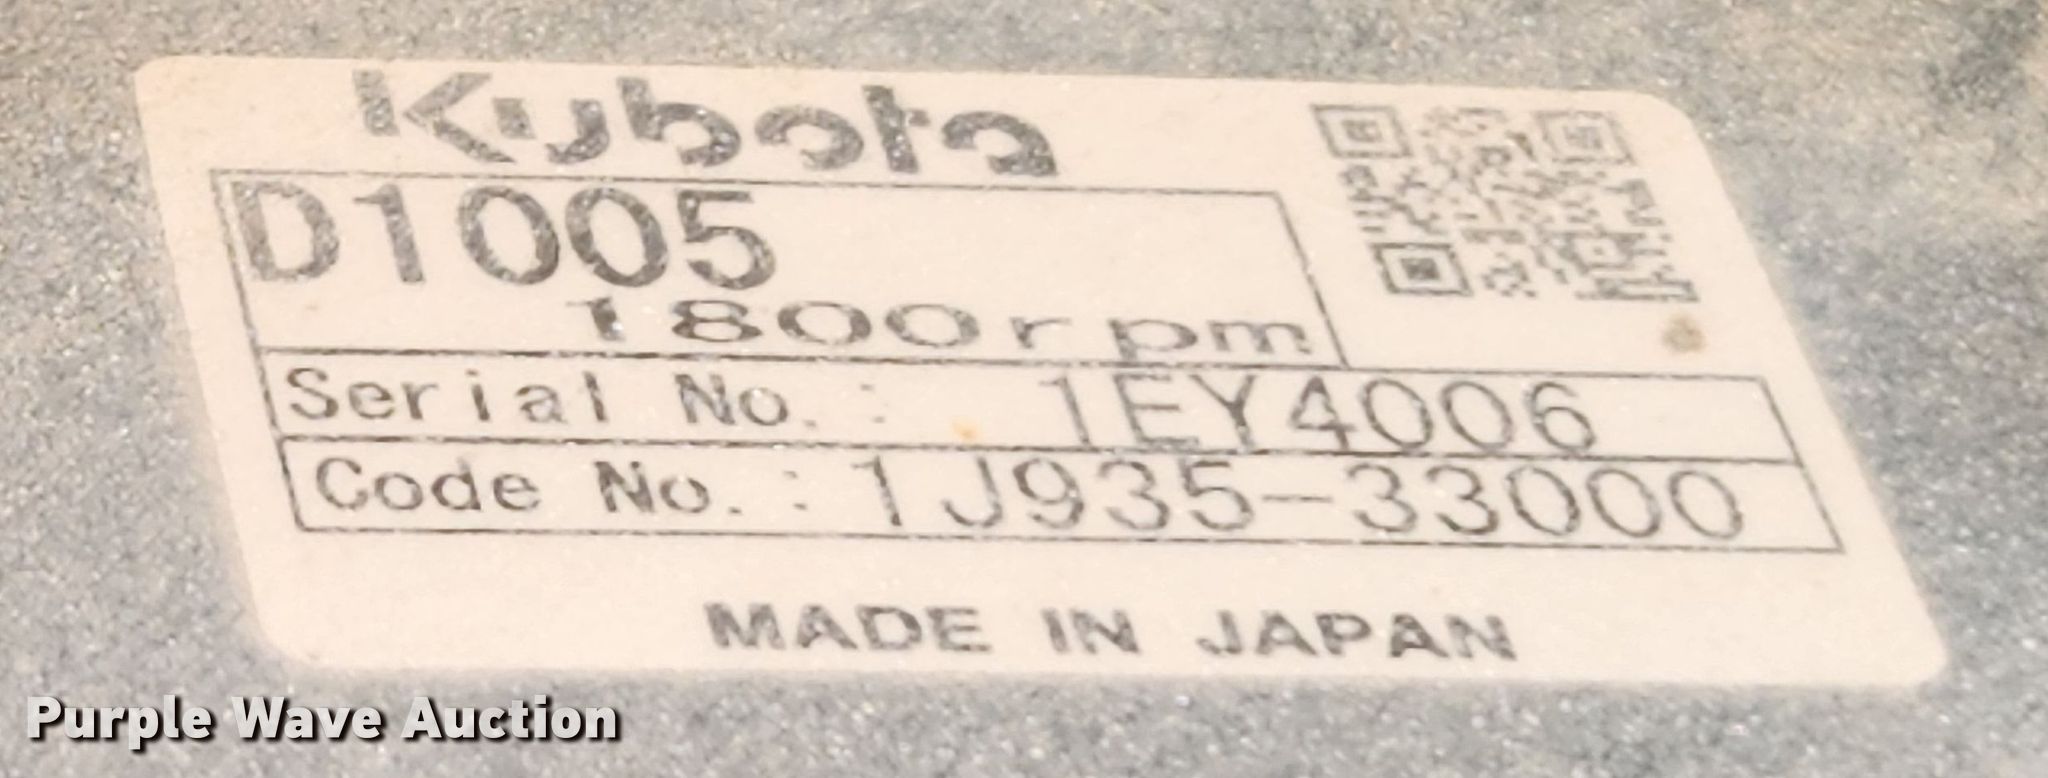 Kubota
D1005
1800rpm
Serial No.: 1EY4006
Code No.: 1J935-33000
MADE IN JAPAN
Purple Wave Auction